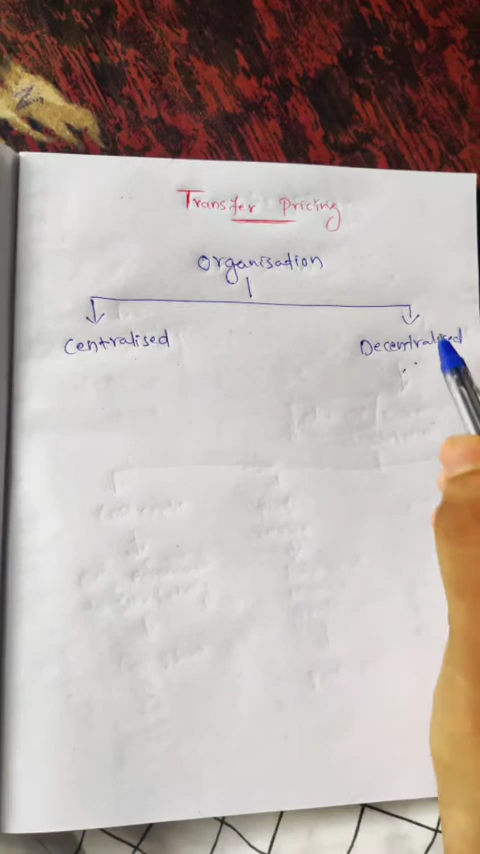 Transfer Pricing
Organisation
Centralised
Decentralised